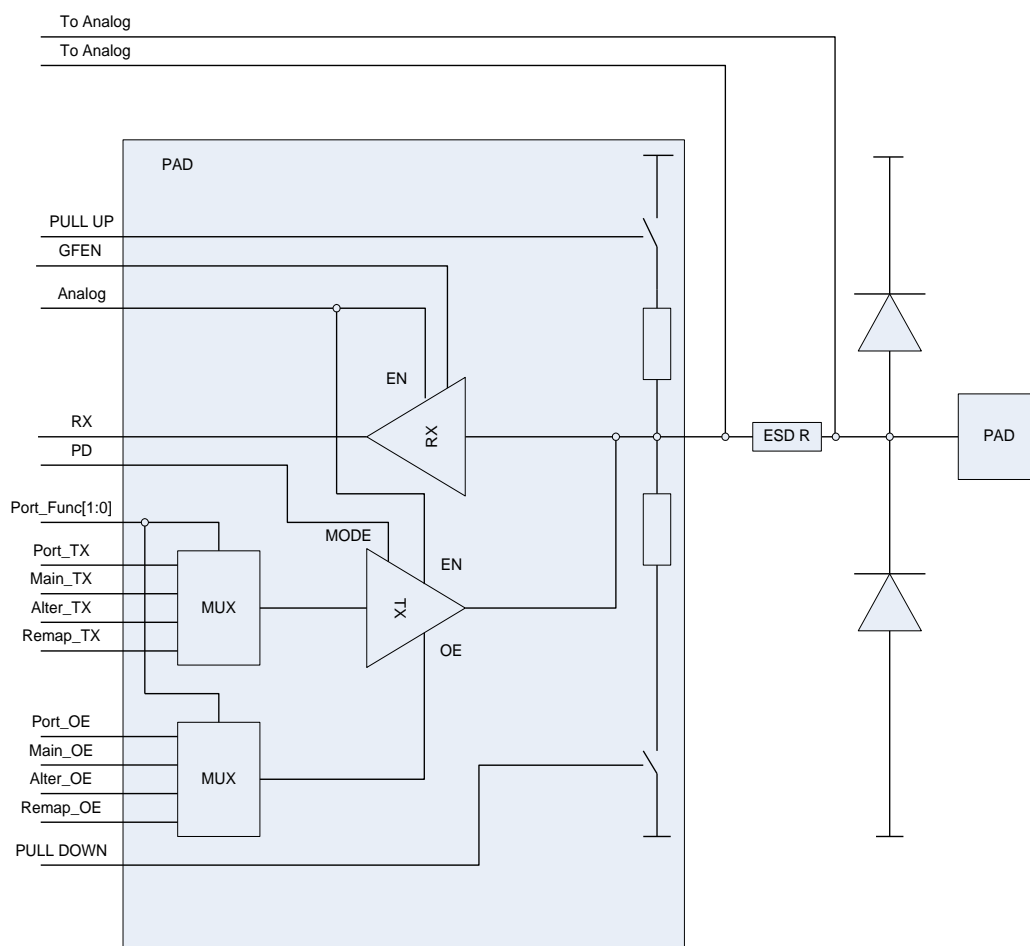 To Analog
To Analog
PAD
PULL UP
GFEN
Analog
EN
RX
RX
PD
ESD R
PAD
Port_Func[1:0]
MODE
Port_TX
EN
Main_TX
MUX
TX
Alter_TX
Remap_TX
OE
Port_OE
Main_OE
MUX
Alter_OE
Remap_OE
PULL DOWN